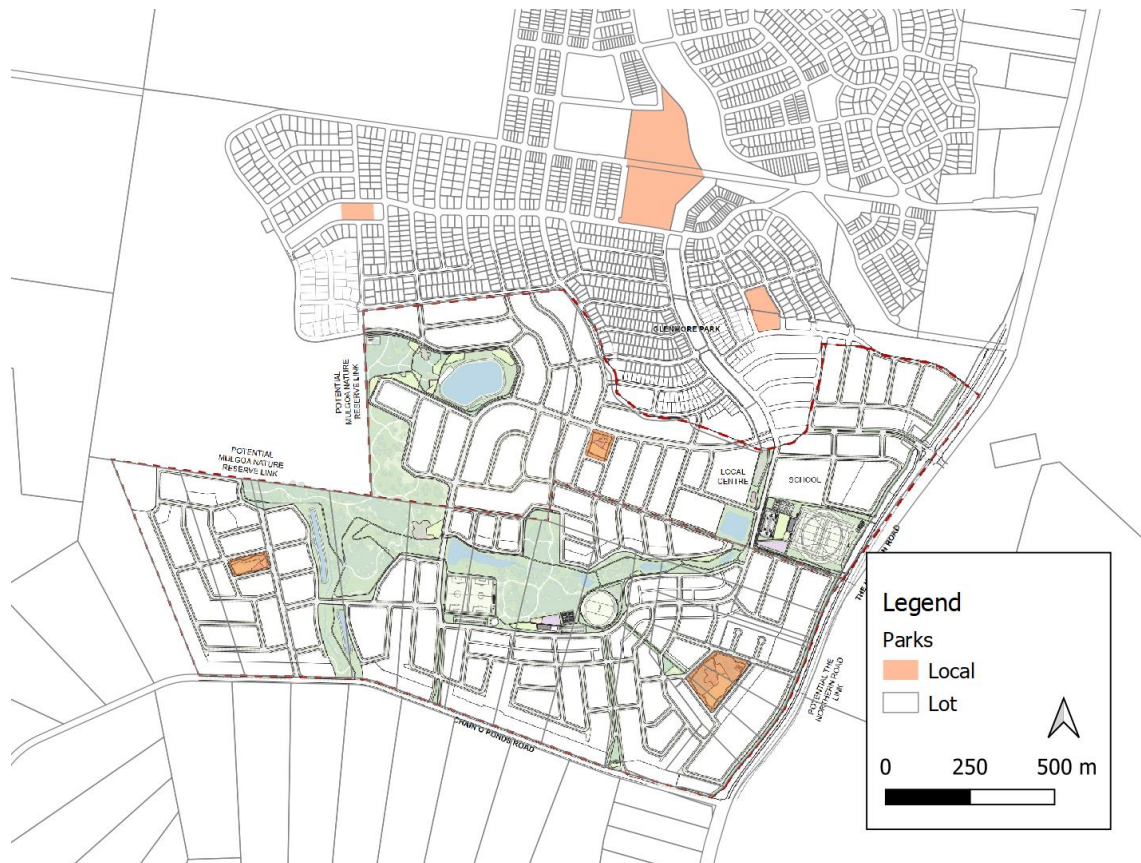 GLENMORE PARK
POTENTIAL
MULGOA NATURE
RESERVE LINK
POTENTIAL
MULGOA NATURE
RESERVE LINK
LOCAL
CENTRE
SCHOOL
ROAD
POTENTIAL THE
NORTHERN ROAD
LINK
CHAIN O PONDS ROAD
Legend
Parks
Local
Lot
0 250 500 m